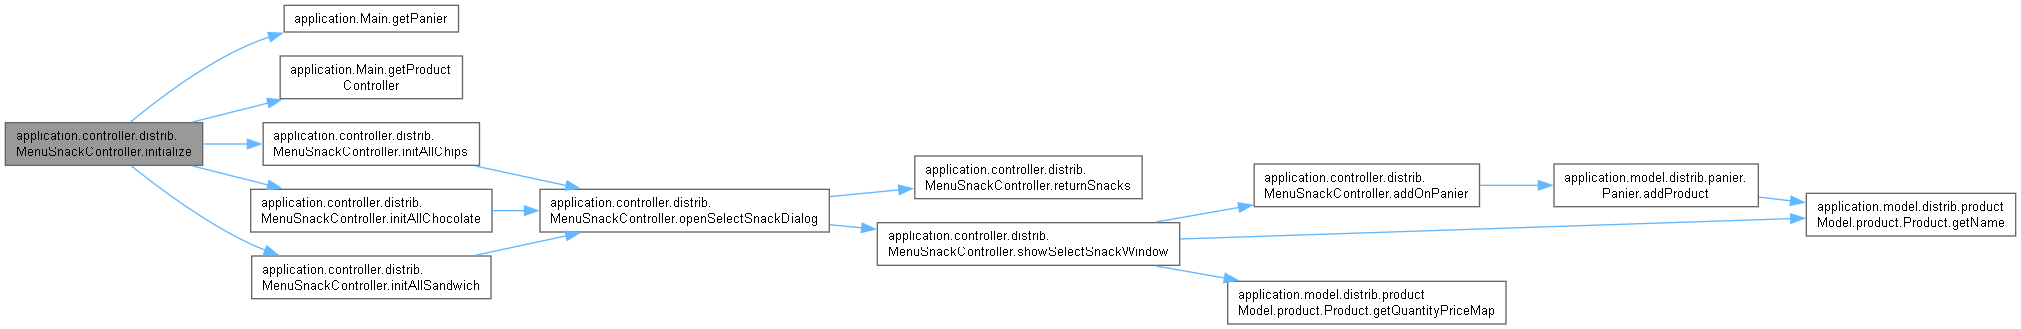 application.Main.getPanier
application.Main.getProduct
Controller
application.controller.distrib.
MenuSnackController.initialize
application.controller.distrib.
MenuSnackController.initAllChips
application.controller.distrib.
MenuSnackController.initAllChocolate
application.controller.distrib.
MenuSnackController.initAllSandwich
application.controller.distrib.
MenuSnackController.openSelectSnackDialog
application.controller.distrib.
MenuSnackController.returnSnacks
application.controller.distrib.
MenuSnackController.showSelectSnackWindow
application.controller.distrib.
MenuSnackController.addOnPanier
application.model.distrib.panier.
Panier.addProduct
application.model.distrib.product
Model.product.Product.getName
application.model.distrib.product
Model.product.Product.getQuantityPriceMap